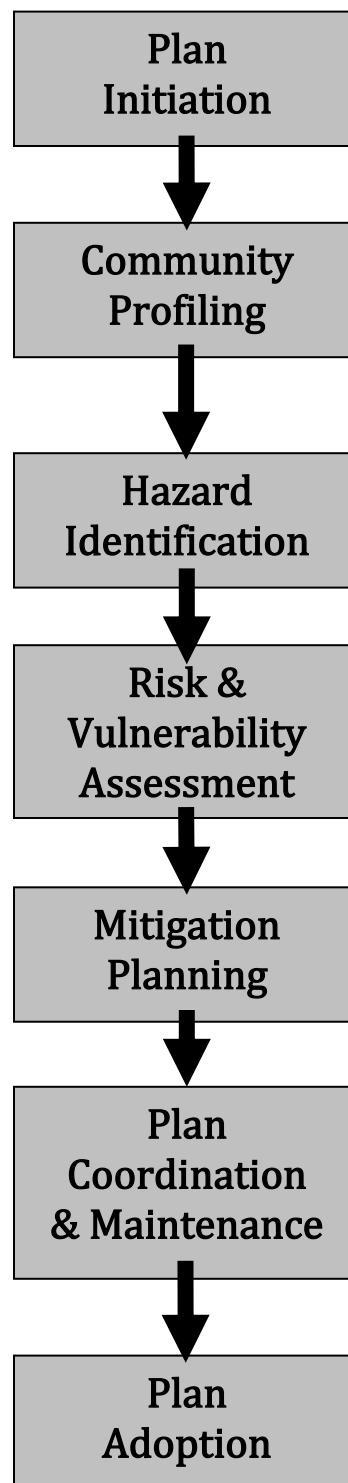 Plan
Initiation
Community
Profiling
Hazard
Identification
Risk &
Vulnerability
Assessment
Mitigation
Planning
Plan
Coordination
& Maintenance
Plan
Adoption